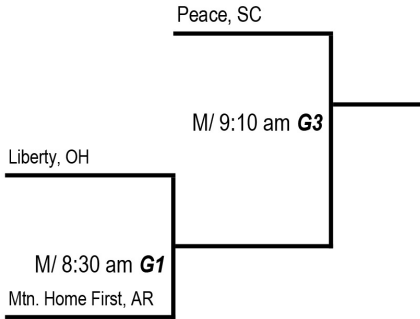 Peace, SC
M/ 9:10 am G3
Liberty, OH
M/ 8:30 am G1
Mtn. Home First, AR